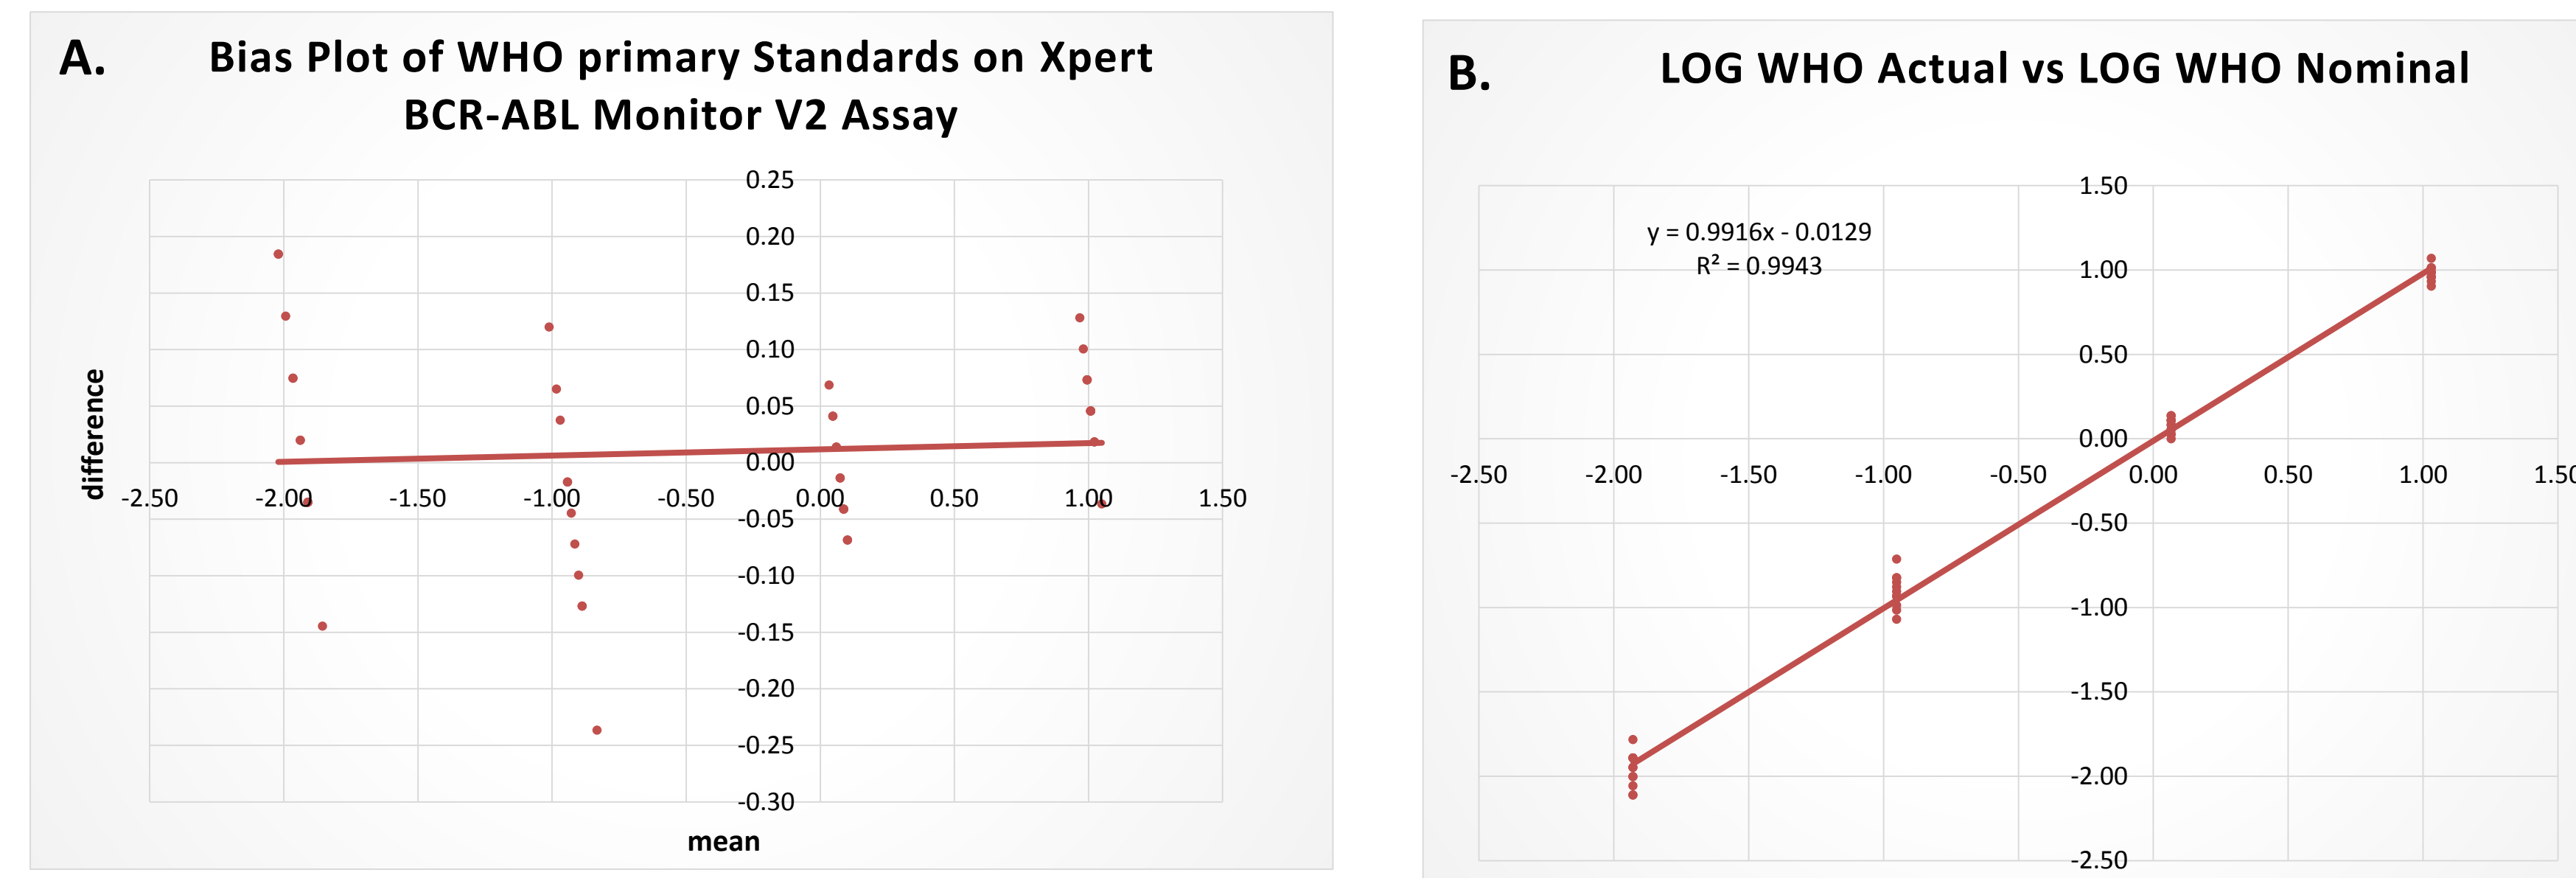 A.
Bias Plot of WHO primary Standards on Xpert
BCR-ABL Monitor V2 Assay
0.25
0.20
0.15
0.10
0.05
0.00
-0.05
-0.10
-0.15
-0.20
-0.25
-0.30
-2.50 -2.00 -1.50 -1.00 -0.50 0.00 0.50 1.00 1.50
difference
mean
B.
LOG WHO Actual vs LOG WHO Nominal
y = 0.9916x - 0.0129
R² = 0.9943
1.50
1.00
0.50
0.00
-0.50
-1.00
-1.50
-2.00
-2.50
-2.50 -2.00 -1.50 -1.00 -0.50 0.00 0.50 1.00 1.50